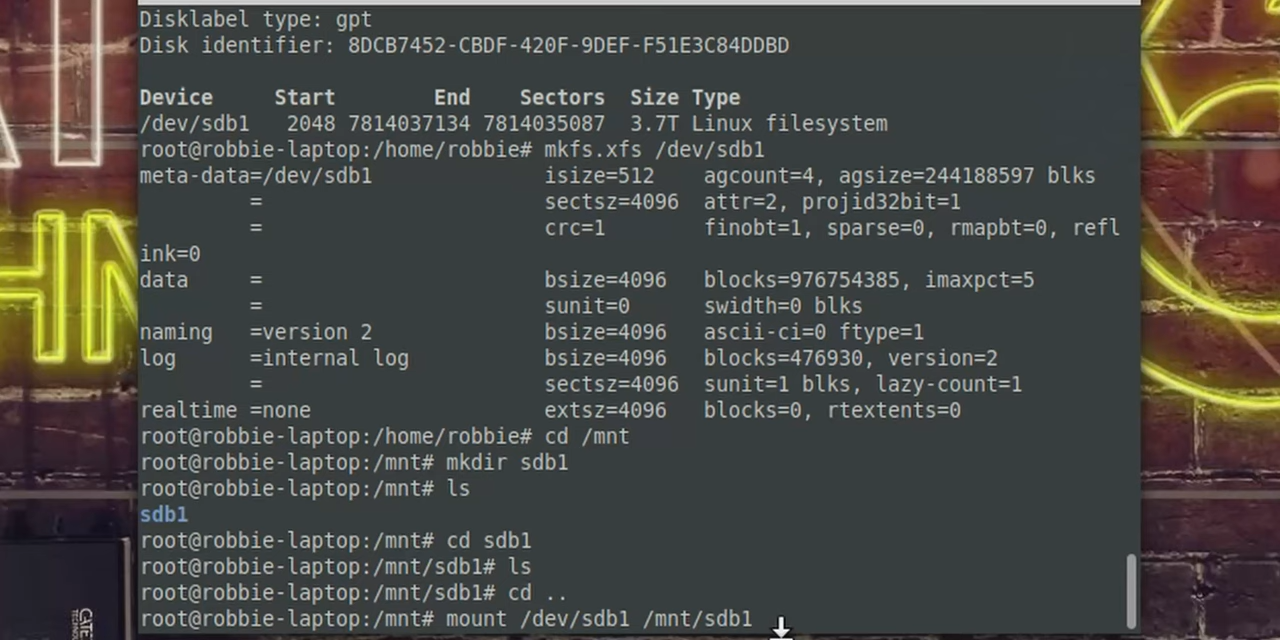 Disklabel type: gpt
Disk identifier: 8DCB7452-CBDF-420F-9DEF-F51E3C84DDBD
Device     Start        End    Sectors  Size Type
/dev/sdb1   2048 7814037134 7814035087  3.7T Linux filesystem
root@robbie-laptop:/home/robbie# mkfs.xfs /dev/sdb1
meta-data=/dev/sdb1              isize=512    agcount=4, agsize=244188597 blks
         =                       sectsz=4096  attr=2, projid32bit=1
         =                       crc=1        finobt=1, sparse=0, rmapbt=0, refl
ink=0
data     =                       bsize=4096   blocks=976754385, imaxpct=5
         =                       sunit=0      swidth=0 blks
naming   =version 2              bsize=4096   ascii-ci=0 ftype=1
log      =internal log           bsize=4096   blocks=476930, version=2
         =                       sectsz=4096  sunit=1 blks, lazy-count=1
realtime =none                   extsz=4096   blocks=0, rtextents=0
root@robbie-laptop:/home/robbie# cd /mnt
root@robbie-laptop:/mnt# mkdir sdb1
root@robbie-laptop:/mnt# ls
sdb1
root@robbie-laptop:/mnt# cd sdb1
root@robbie-laptop:/mnt/sdb1# ls
root@robbie-laptop:/mnt/sdb1# cd ..
root@robbie-laptop:/mnt# mount /dev/sdb1 /mnt/sdb1